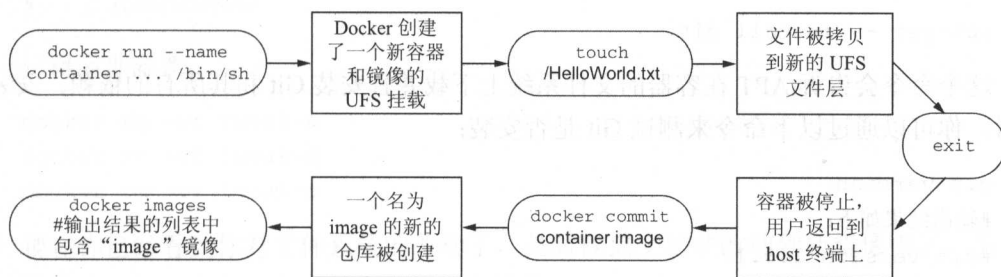 docker run --name
container ... /bin/sh
Docker 创建
了一个新容器
和镜像的
UFS 挂载
touch
/HelloWorld.txt
文件被拷贝
到新的 UFS
文件层
exit
容器被停止，
用户返回到
host 终端上
docker commit
container image
一个名为
image 的新的
仓库被创建
docker images
#输出结果的列表中
包含“image”镜像